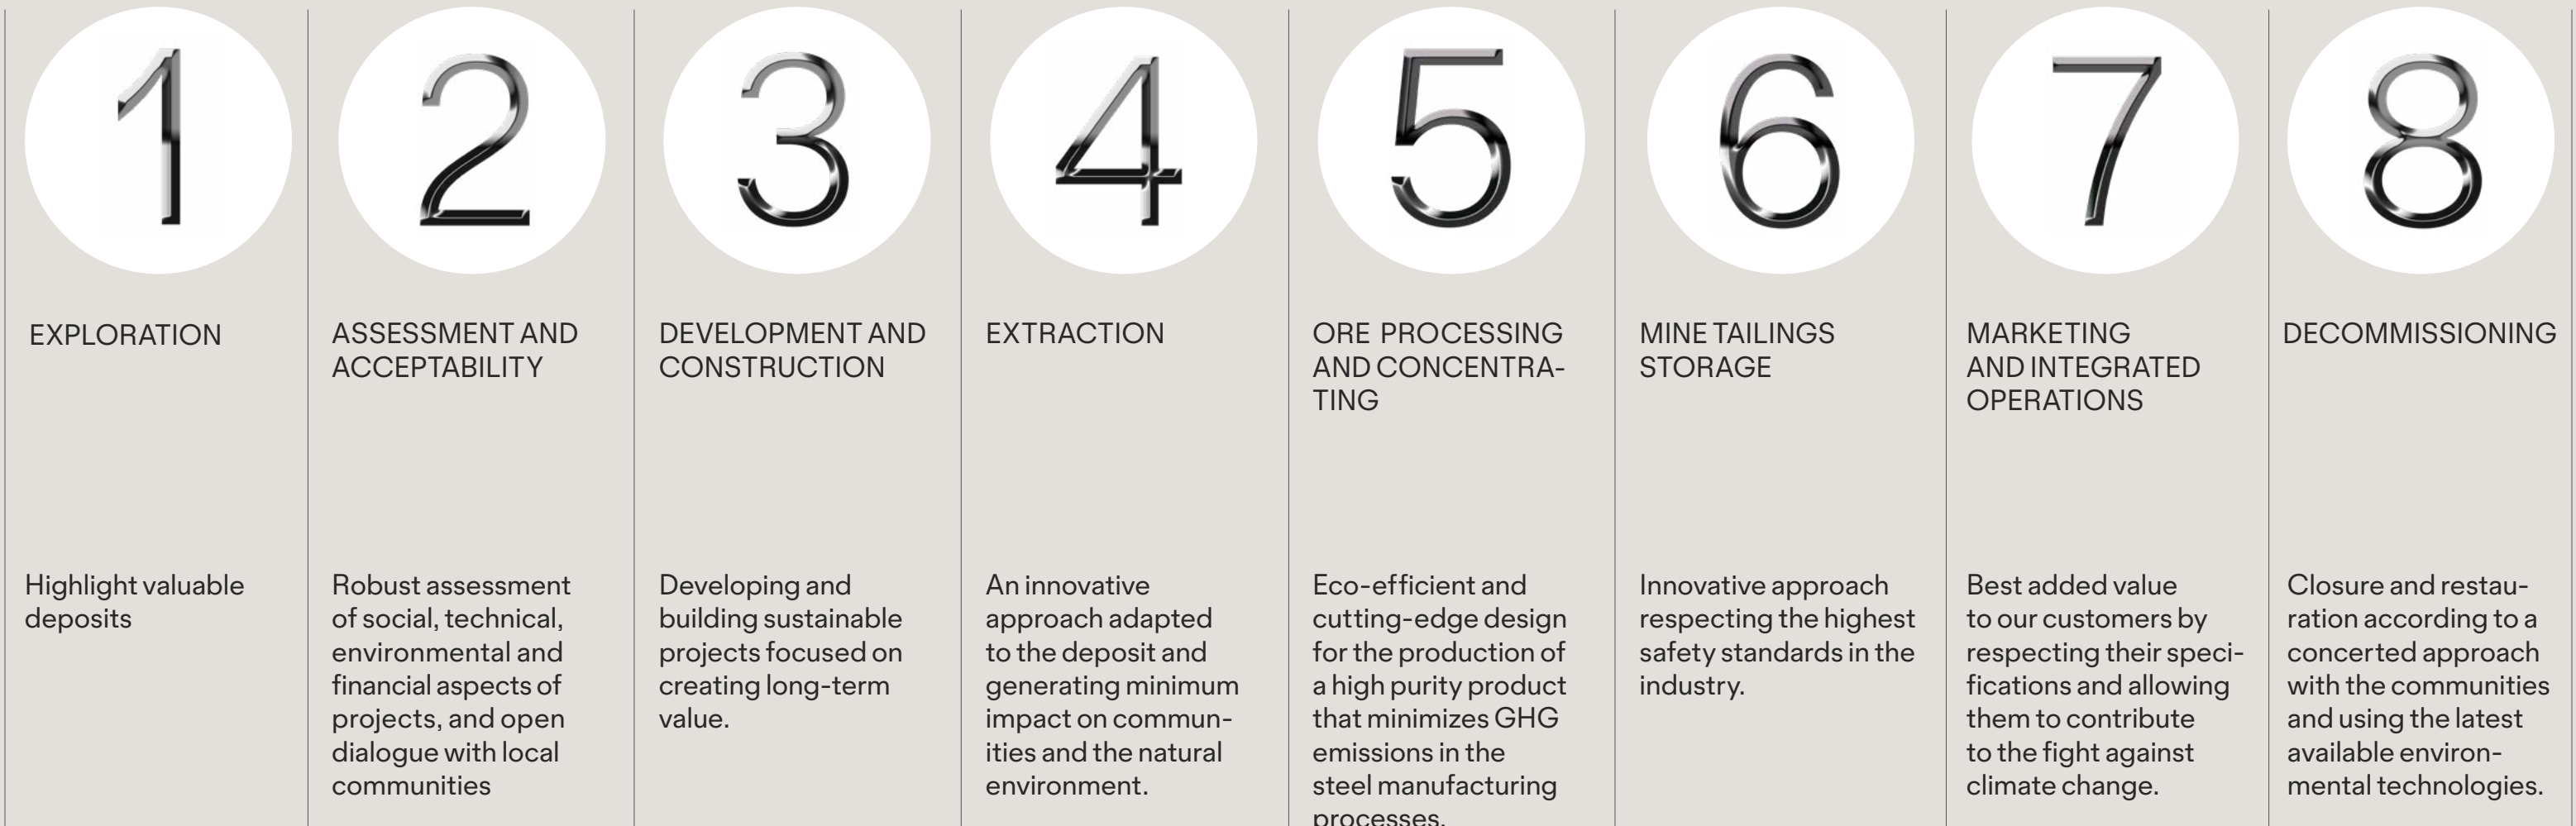 1
EXPLORATION
Highlight valuable
deposits
2
ASSESSMENT AND
ACCEPTABILITY
Robust assessment
of social, technical,
environmental and
financial aspects of
projects, and open
dialogue with local
communities
3
DEVELOPMENT AND
CONSTRUCTION
Developing and
building sustainable
projects focused on
creating long-term
value.
4
EXTRACTION
An innovative
approach adapted
to the deposit and
generating minimum
impact on commun-
ities and the natural
environment.
5
ORE PROCESSING
AND CONCENTRA-
TING
Eco-efficient and
cutting-edge design
for the production of
a high purity product
that minimizes GHG
emissions in the
steel manufacturing
processes.
6
MINE TAILINGS
STORAGE
Innovative approach
respecting the highest
safety standards in the
industry.
7
MARKETING
AND INTEGRATED
OPERATIONS
Best added value
to our customers by
respecting their speci-
fications and allowing
them to contribute
to the fight against
climate change.
8
DECOMMISSIONING
Closure and restau-
ration according to a
concerted approach
with the communities
and using the latest
available environ-
mental technologies.